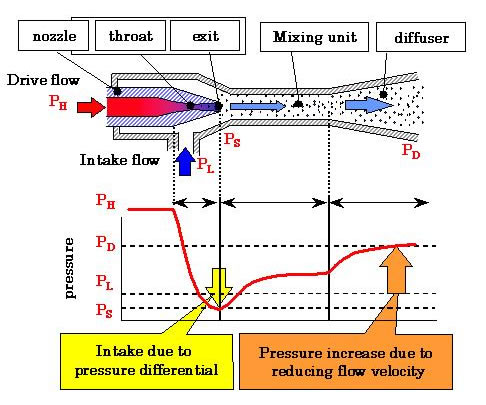 nozzle throat exit Mixing unit diffuser
Drive flow
PH
PS
Intake flow
PL
PD
PH
PD
PL
PS
pressure
Intake due to
pressure differential
Pressure increase due to
reducing flow velocity